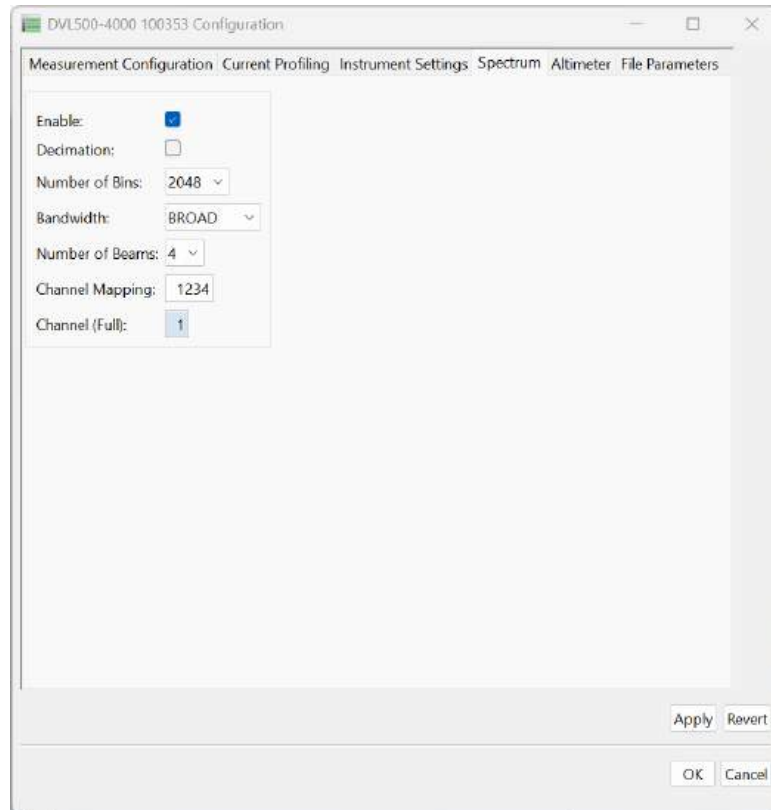 DVL500-4000 100353 Configuration
Measurement Configuration Current Profiling Instrument Settings Spectrum Altimeter File Parameters
Enable:
Decimation:
Number of Bins: 2048
Bandwidth: BROAD
Number of Beams: 4
Channel Mapping: 1234
Channel (Full): 1
Apply Revert
OK Cancel